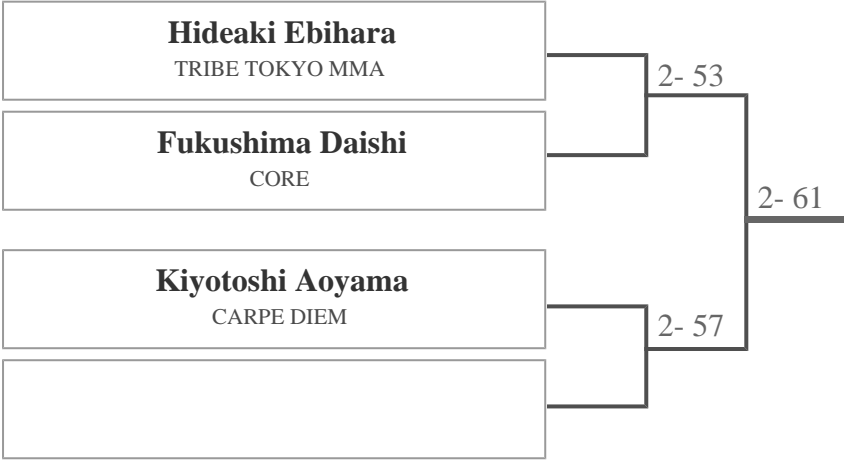 Hideaki Ebihara
TRIBE TOKYO MMA
2- 53
Fukushima Daishi
CORE
2- 61
Kiyotoshi Aoyama
CARPE DIEM
2- 57